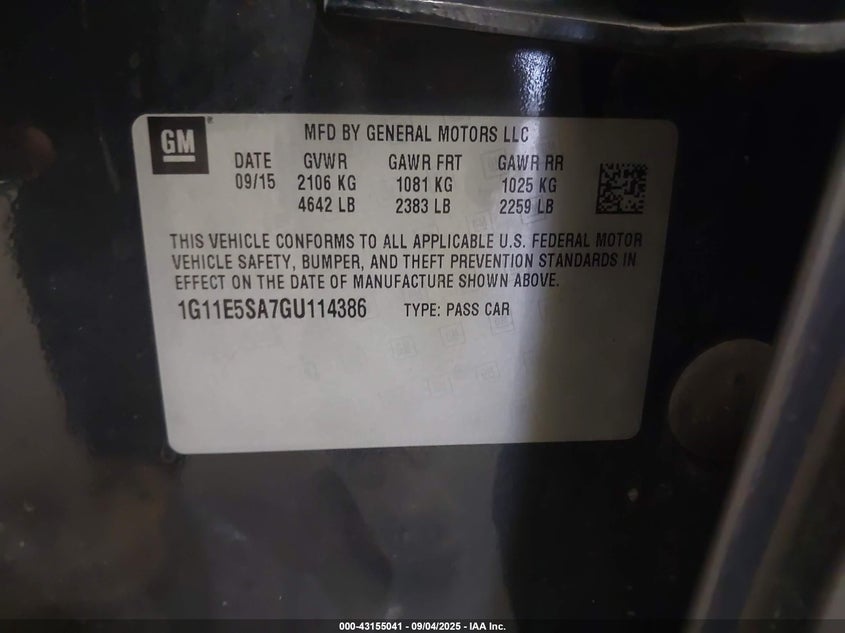 GM
MFD BY GENERAL MOTORS LLC
DATE GVWR GAWR FRT GAWR RR
09/15 2106 KG 1081 KG 1025 KG
4642 LB 2383 LB 2259 LB
THIS VEHICLE CONFORMS TO ALL APPLICABLE U.S. FEDERAL MOTOR
VEHICLE SAFETY, BUMPER, AND THEFT PREVENTION STANDARDS IN
EFFECT ON THE DATE OF MANUFACTURE SHOWN ABOVE.
1G11E5SA7GU114386 TYPE: PASS CAR
000-43155041 - 09/04/2025 - IAA Inc.